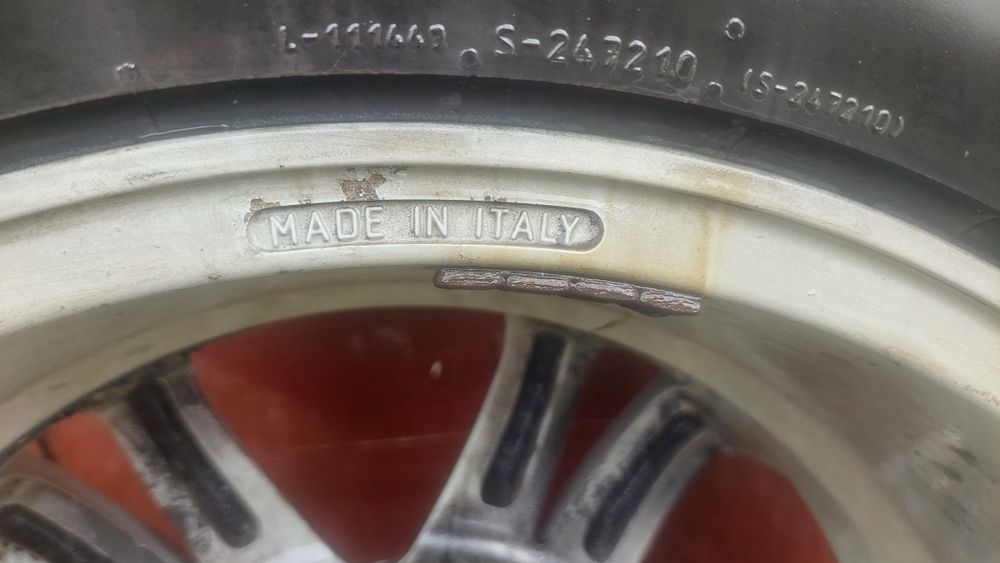 L-111449 S-247210 (S-247210)
MADE IN ITALY